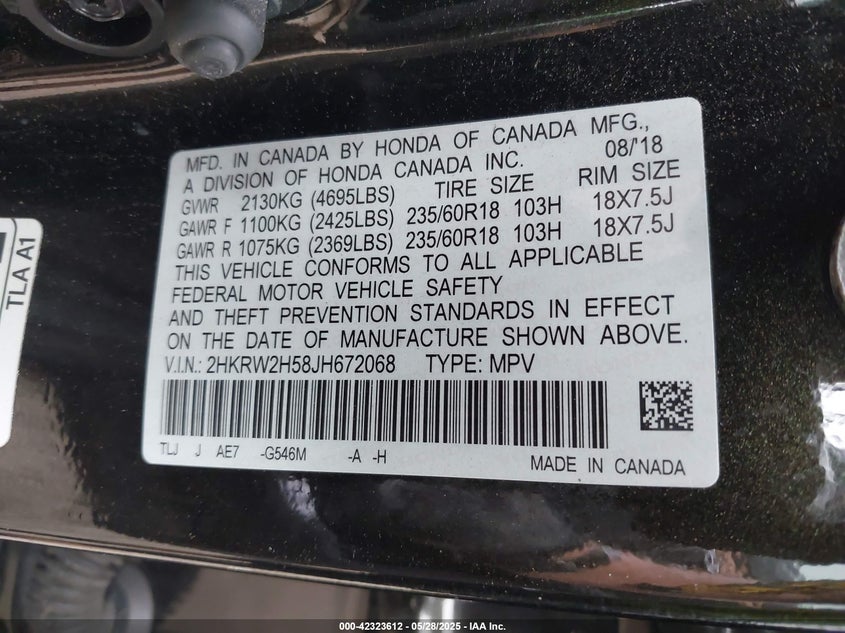 MFD. IN CANADA BY HONDA OF CANADA MFG., 08/'18
A DIVISION OF HONDA CANADA INC.
GVWR 2130KG (4695LBS) TIRE SIZE RIM SIZE
GAWR F 1100KG (2425LBS) 235/60R18 103H 18X7.5J
GAWR R 1075KG (2369LBS) 235/60R18 103H 18X7.5J
THIS VEHICLE CONFORMS TO ALL APPLICABLE
FEDERAL MOTOR VEHICLE SAFETY
AND THEFT PREVENTION STANDARDS IN EFFECT
ON THE DATE OF MANUFACTURE SHOWN ABOVE.
V.I.N.: 2HKRW2H58JH672068 TYPE: MPV
TLJ J AE7 -G546M -A -H
MADE IN CANADA
TLA A1
000-42323612 - 05/28/2025 - IAA Inc.